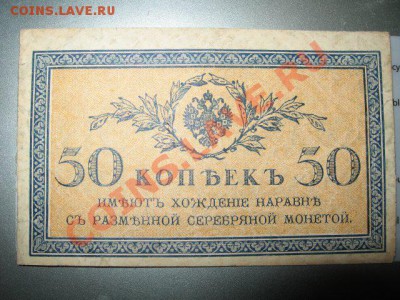 COINS.LAVE.RU
COINS.LAVE.RU
50 КОПѢЕКЪ 50
ИМѢЮТЪ ХОЖДЕНІЕ НАРАВНѢ
СЪ РАЗМѢННОЙ СЕРЕБРЯНОЙ МОНЕТОЙ.